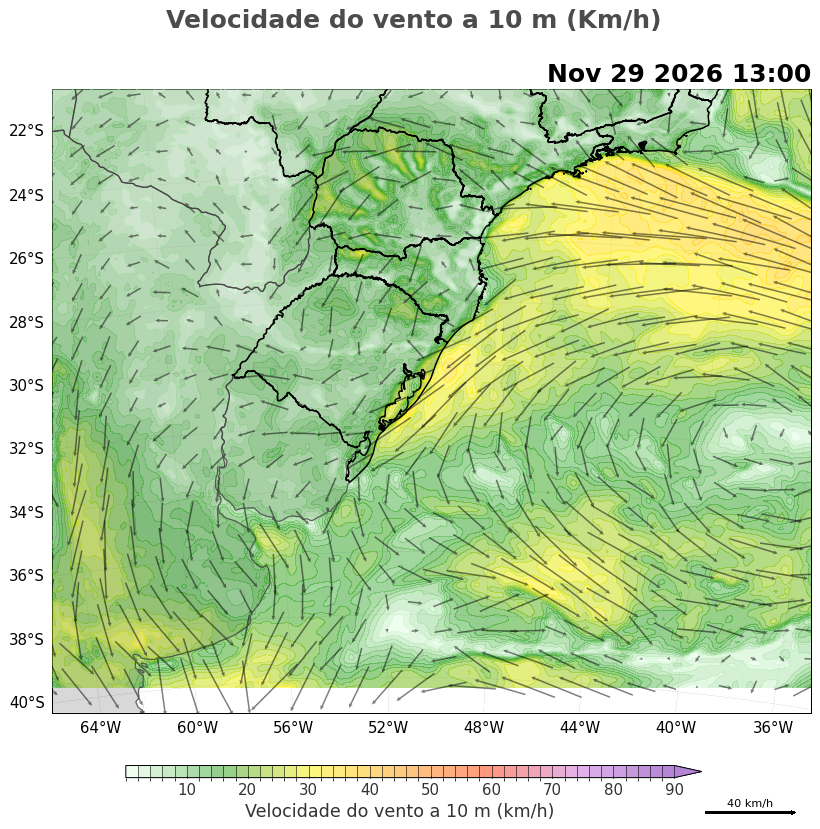 Velocidade do vento a 10 m (Km/h)
Nov 29 2026 13:00
22°S
24°S
26°S
28°S
30°S
32°S
34°S
36°S
38°S
40°S
64°W 60°W 56°W 52°W 48°W 44°W 40°W 36°W
10 20 30 40 50 60 70 80 90
Velocidade do vento a 10 m (km/h)
40 km/h